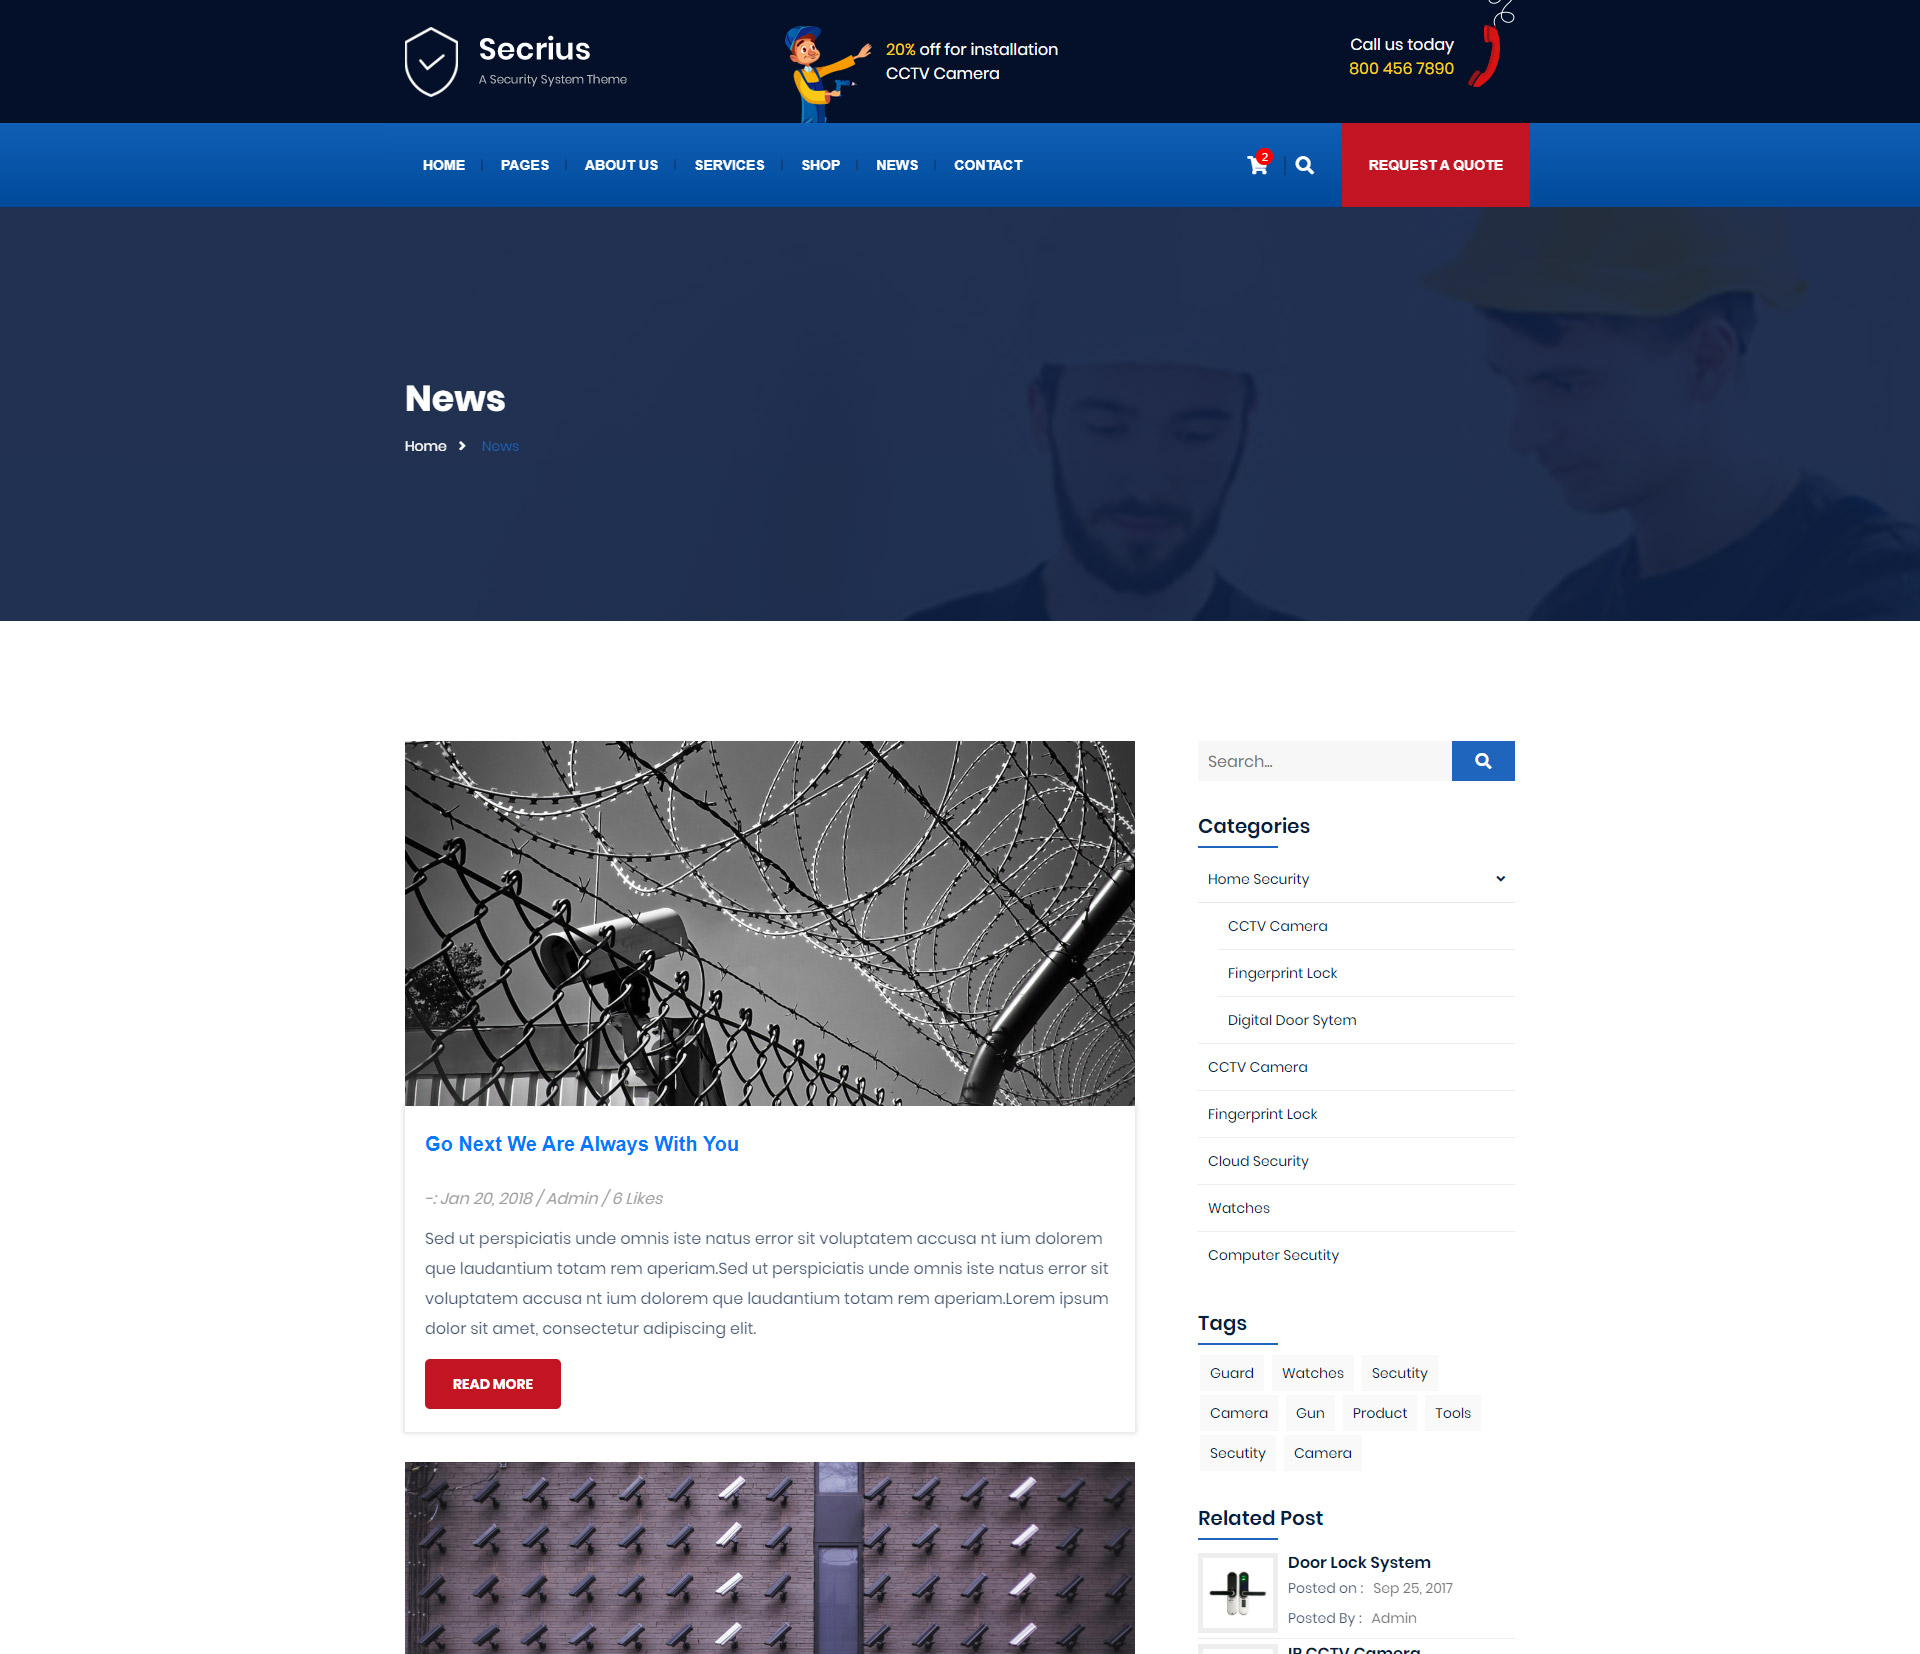 Secrius
A Security System Theme
20% off for installation
CCTV Camera
Call us today
800 456 7890
HOME
PAGES
ABOUT US
SERVICES
SHOP
NEWS
CONTACT
2
REQUEST A QUOTE
News
Home
News
Go Next We Are Always With You
-: Jan 20, 2018 / Admin / 6 Likes
Sed ut perspiciatis unde omnis iste natus error sit voluptatem accusa nt ium dolorem
que laudantium totam rem aperiam.Sed ut perspiciatis unde omnis iste natus error sit
voluptatem accusa nt ium dolorem que laudantium totam rem aperiam.Lorem ipsum
dolor sit amet, consectetur adipiscing elit.
READ MORE
Search...
Categories
Home Security
CCTV Camera
Fingerprint Lock
Digital Door Sytem
CCTV Camera
Fingerprint Lock
Cloud Security
Watches
Computer Secutity
Tags
Guard Watches Secutity
Camera Gun Product Tools
Secutity Camera
Related Post
Door Lock System
Posted on : Sep 25, 2017
Posted By : Admin
IP CCTV Camera